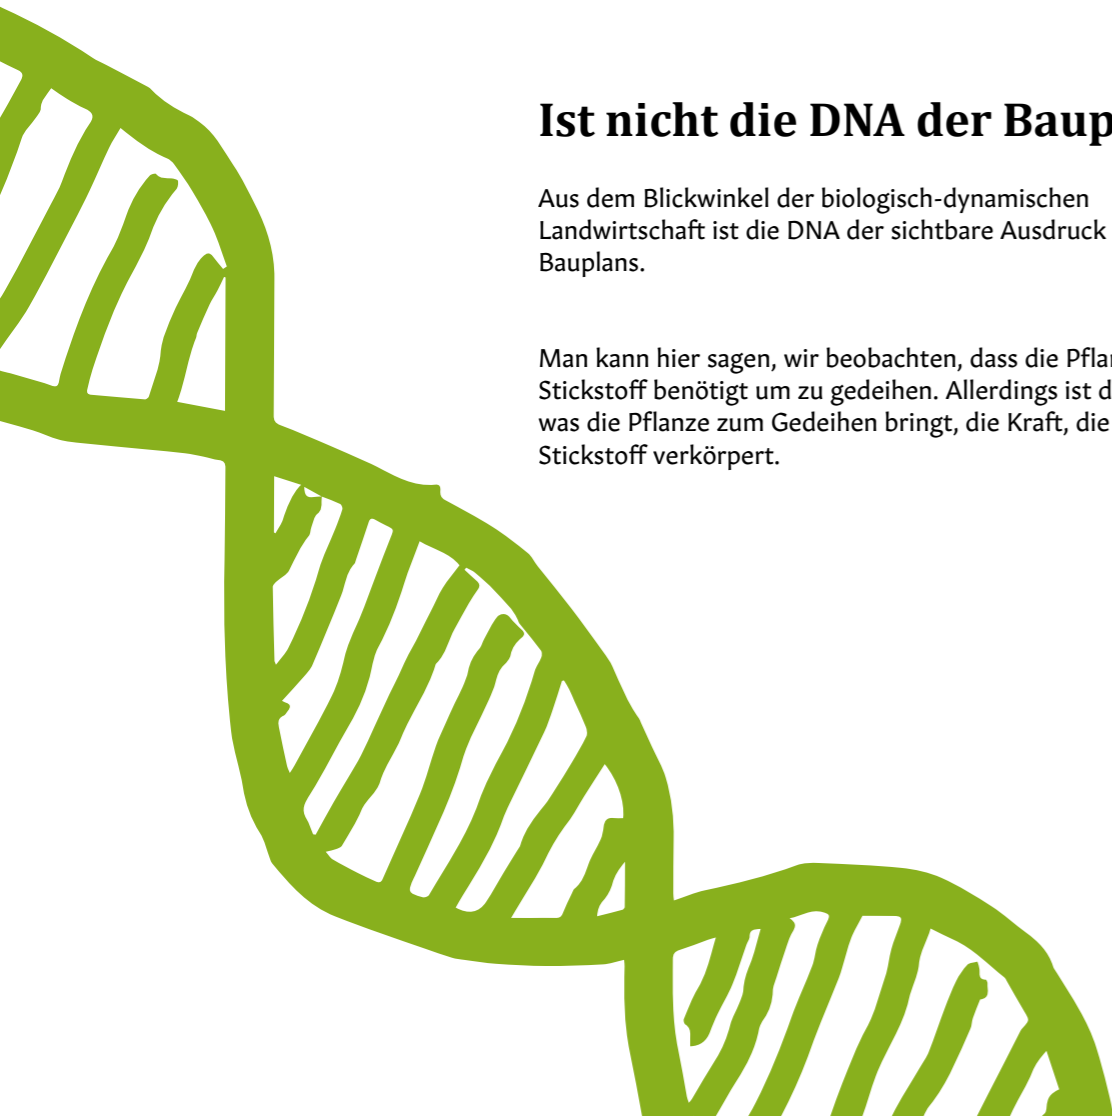 Ist nicht die DNA der Baup
Aus dem Blickwinkel der biologisch-dynamischen
Landwirtschaft ist die DNA der sichtbare Ausdruck
Bauplans.
Man kann hier sagen, wir beobachten, dass die Pflan
Stickstoff benötigt um zu gedeihen. Allerdings ist d
was die Pflanze zum Gedeihen bringt, die Kraft, die
Stickstoff verkörpert.